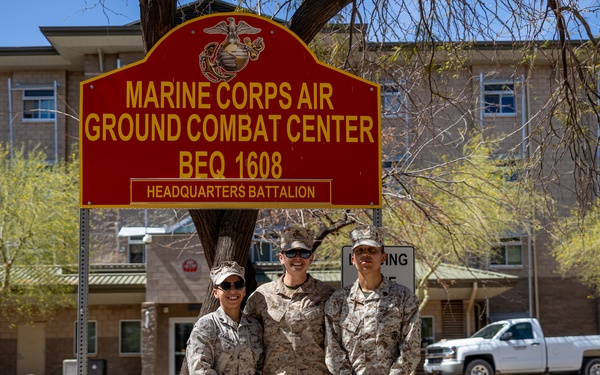 MARINE CORPS AIR
GROUND COMBAT CENTER
BEQ 1608
HEADQUARTERS BATTALION